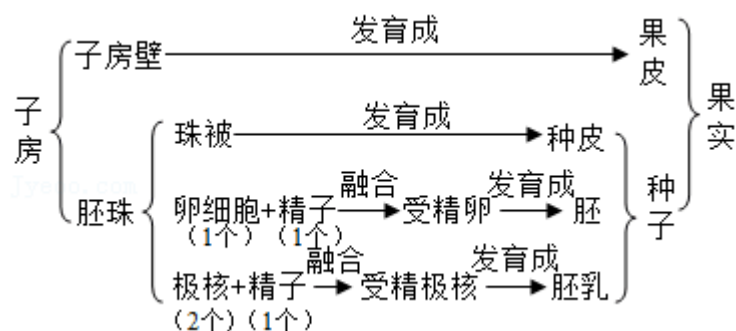 发育成
子房壁 果皮
子房 果实
发育成
珠被 种皮
胚珠 种子
融合 发育成
卵细胞+精子 受精卵 胚
（1个）（1个）
融合 发育成
极核+精子 受精极核 胚乳
（2个）（1个）